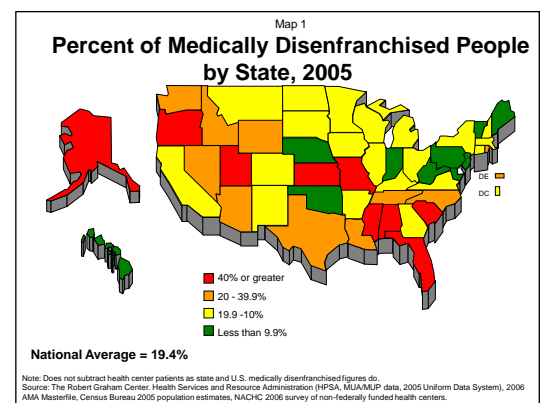 Map 1
Percent of Medically Disenfranchised People
by State, 2005
DE
DC
40% or greater
20 - 39.9%
19.9 -10%
Less than 9.9%
National Average = 19.4%
Note: Does not subtract health center patients as state and U.S. medically disenfranchised figures do.
Source: The Robert Graham Center. Health Services and Resource Administration (HPSA, MUA/MUP data, 2005 Uniform Data System), 2006
AMA Masterfile, Census Bureau 2005 population estimates, NACHC 2006 survey of non-federally funded health centers.